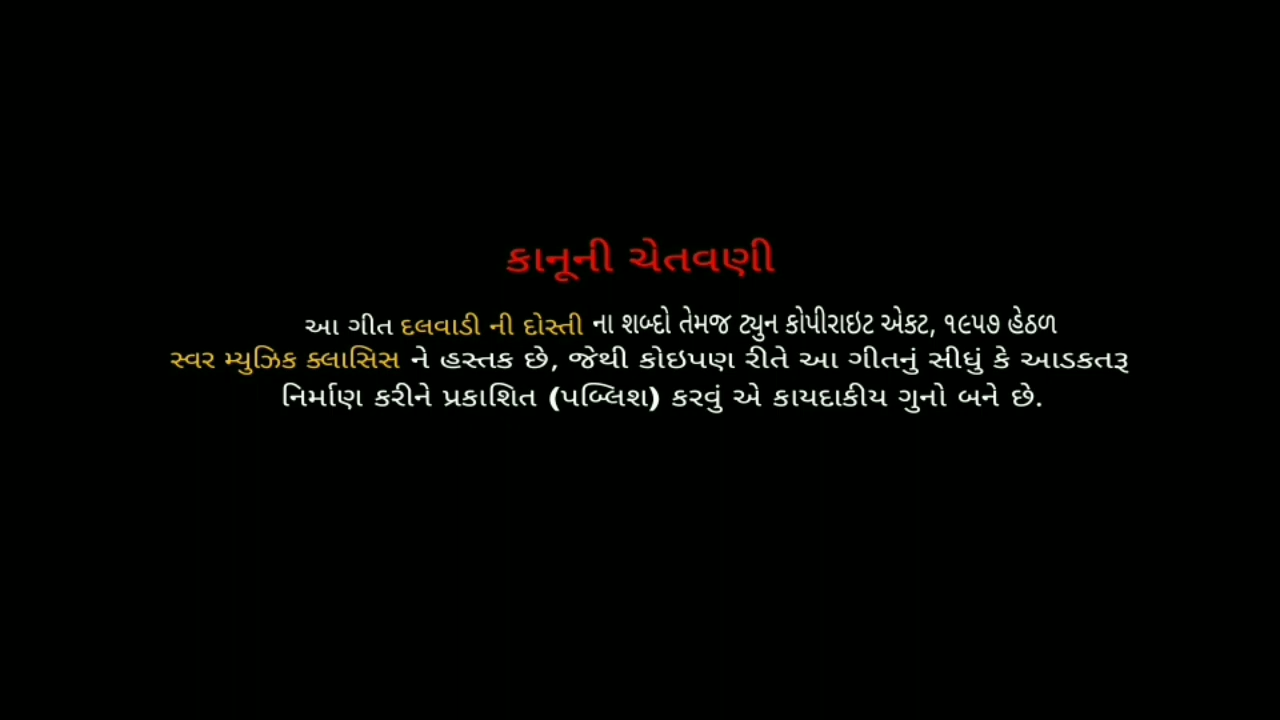 કાનૂની ચેતવણી
આ ગીત દલવાડી ની દોસ્તી ના શબ્દો તેમજ ટ્યુન કોપીરાઇટ એકટ, ૧૯૫૭ હેઠળ
સ્વર મ્યુઝિક ક્લાસિસ ને હસ્તક છે, જેથી કોઇપણ રીતે આ ગીતનું સીધું કે આડકતરૂ
નિર્માણ કરીને પ્રકાશિત (પબ્લિશ) કરવું એ કાયદાકીય ગુનો બને છે.